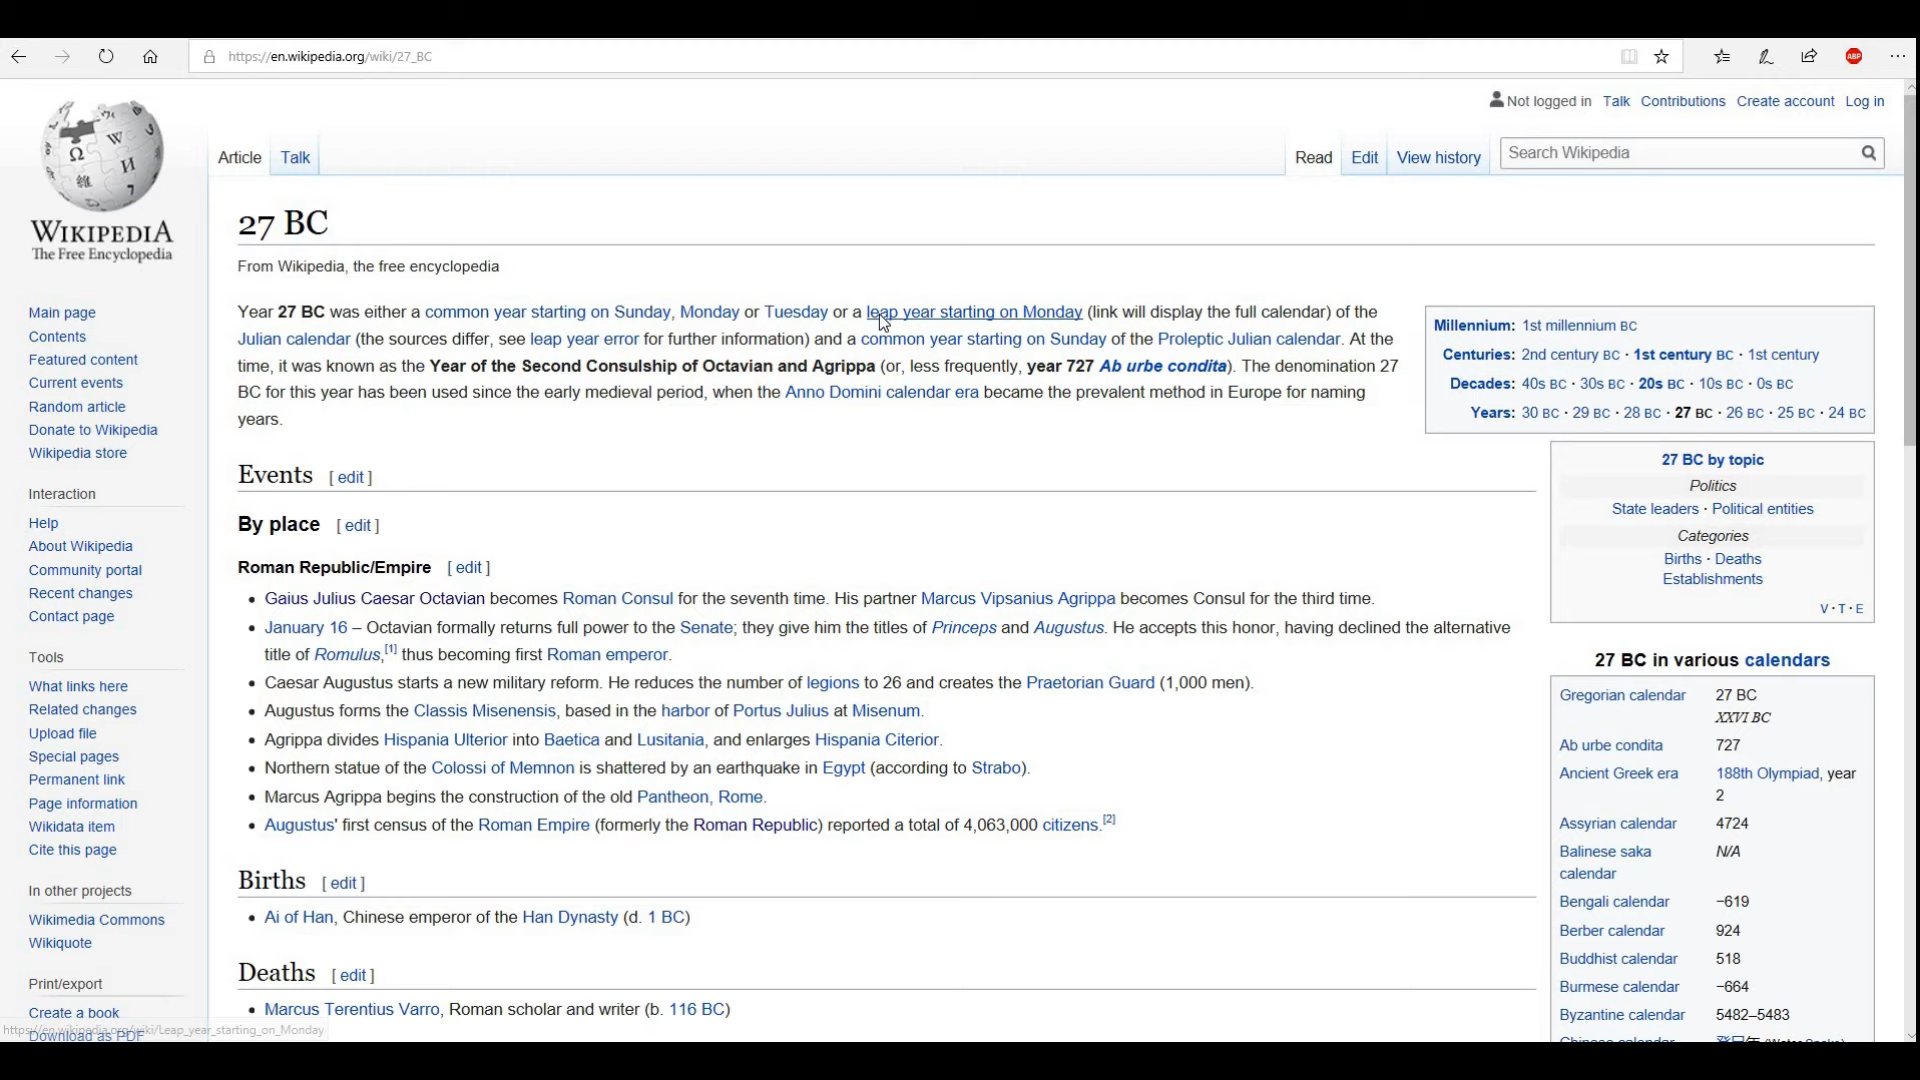 https://en.wikipedia.org/wiki/27_BC
ABP
Not logged in Talk Contributions Create account Log in
Article Talk Read Edit View history Search Wikipedia
WIKIPEDIA
The Free Encyclopedia
Main page
Contents
Featured content
Current events
Random article
Donate to Wikipedia
Wikipedia store
Interaction
Help
About Wikipedia
Community portal
Recent changes
Contact page
Tools
What links here
Related changes
Upload file
Special pages
Permanent link
Page information
Wikidata item
Cite this page
In other projects
Wikimedia Commons
Wikiquote
Print/export
Create a book
Download as PDF
https://en.wikipedia.org/wiki/Leap_year_starting_on_Monday
27 BC
From Wikipedia, the free encyclopedia
Year 27 BC was either a common year starting on Sunday, Monday or Tuesday or a leap year starting on Monday (link will display the full calendar) of the
Julian calendar (the sources differ, see leap year error for further information) and a common year starting on Sunday of the Proleptic Julian calendar. At the
time, it was known as the Year of the Second Consulship of Octavian and Agrippa (or, less frequently, year 727 Ab urbe condita). The denomination 27
BC for this year has been used since the early medieval period, when the Anno Domini calendar era became the prevalent method in Europe for naming
years.
Events [ edit ]
By place [ edit ]
Roman Republic/Empire [ edit ]
• Gaius Julius Caesar Octavian becomes Roman Consul for the seventh time. His partner Marcus Vipsanius Agrippa becomes Consul for the third time.
• January 16 – Octavian formally returns full power to the Senate; they give him the titles of Princeps and Augustus. He accepts this honor, having declined the alternative
title of Romulus,[1] thus becoming first Roman emperor.
• Caesar Augustus starts a new military reform. He reduces the number of legions to 26 and creates the Praetorian Guard (1,000 men).
• Augustus forms the Classis Misenensis, based in the harbor of Portus Julius at Misenum.
• Agrippa divides Hispania Ulterior into Baetica and Lusitania, and enlarges Hispania Citerior.
• Northern statue of the Colossi of Memnon is shattered by an earthquake in Egypt (according to Strabo).
• Marcus Agrippa begins the construction of the old Pantheon, Rome.
• Augustus' first census of the Roman Empire (formerly the Roman Republic) reported a total of 4,063,000 citizens.[2]
Births [ edit ]
• Ai of Han, Chinese emperor of the Han Dynasty (d. 1 BC)
Deaths [ edit ]
• Marcus Terentius Varro, Roman scholar and writer (b. 116 BC)
Millennium: 1st millennium BC
Centuries: 2nd century BC · 1st century BC · 1st century
Decades: 40s BC · 30s BC · 20s BC · 10s BC · 0s BC
Years: 30 BC · 29 BC · 28 BC · 27 BC · 26 BC · 25 BC · 24 BC
27 BC by topic
Politics
State leaders · Political entities
Categories
Births · Deaths
Establishments
V · T · E
27 BC in various calendars
Gregorian calendar 27 BC
XXVI BC
Ab urbe condita 727
Ancient Greek era 188th Olympiad, year
2
Assyrian calendar 4724
Balinese saka N/A
calendar
Bengali calendar −619
Berber calendar 924
Buddhist calendar 518
Burmese calendar −664
Byzantine calendar 5482–5483